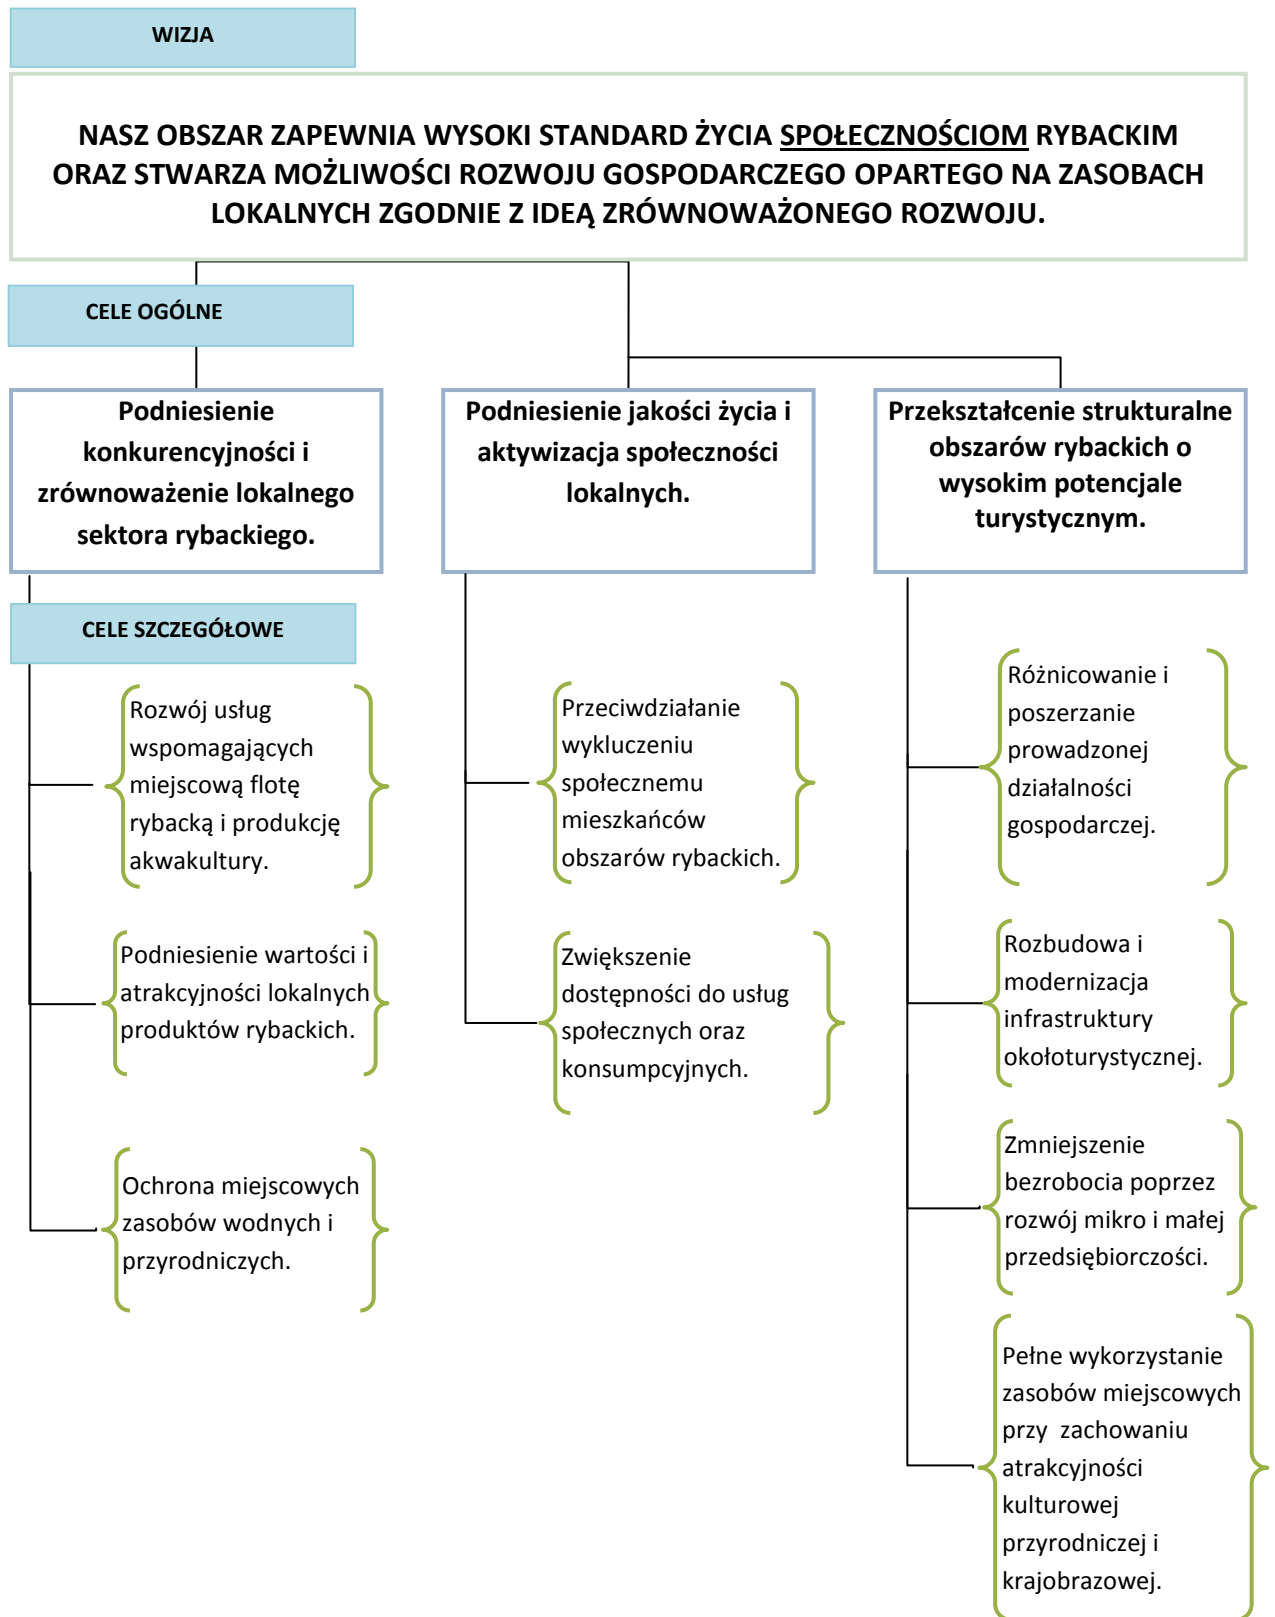 WIZJA
NASZ OBSZAR ZAPEWNIA WYSOKI STANDARD ŻYCIA SPOŁECZNOŚCIOM RYBACKIM
ORAZ STWARZA MOŻLIWOŚCI ROZWOJU GOSPODARCZEGO OPARTEGO NA ZASOBACH
LOKALNYCH ZGODNIE Z IDEĄ ZRÓWNOWAŻONEGO ROZWOJU.
CELE OGÓLNE
Podniesienie
konkurencyjności i
zrównoważenie lokalnego
sektora rybackiego.
Podniesienie jakości życia i
aktywizacja społeczności
lokalnych.
Przekształcenie strukturalne
obszarów rybackich o
wysokim potencjale
turystycznym.
CELE SZCZEGÓŁOWE
Rozwój usług
wspomagających
miejscową flotę
rybacką i produkcję
akwakultury.
Podniesienie wartości i
atrakcyjności lokalnych
produktów rybackich.
Ochrona miejscowych
zasobów wodnych i
przyrodniczych.
Przeciwdziałanie
wykluczeniu
społecznemu
mieszkańców
obszarów rybackich.
Zwiększenie
dostępności do usług
społecznych oraz
konsumpcyjnych.
Różnicowanie i
poszerzanie
prowadzonej
działalności
gospodarczej.
Rozbudowa i
modernizacja
infrastruktury
okołoturystycznej.
Zmniejszenie
bezrobocia poprzez
rozwój mikro i małej
przedsiębiorczości.
Pełne wykorzystanie
zasobów miejscowych
przy zachowaniu
atrakcyjności
kulturowej
przyrodniczej i
krajobrazowej.